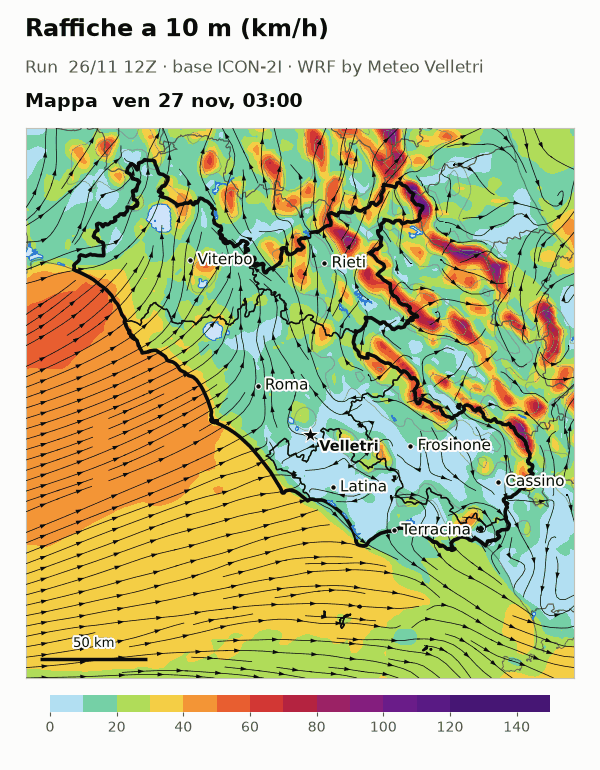 Raffiche a 10 m (km/h)
Run 26/11 12Z · base ICON-2I · WRF by Meteo Velletri
Mappa ven 27 nov, 03:00
Viterbo
Rieti
Roma
Velletri
Frosinone
Cassino
Latina
Terracina
50 km
0 20 40 60 80 100 120 140